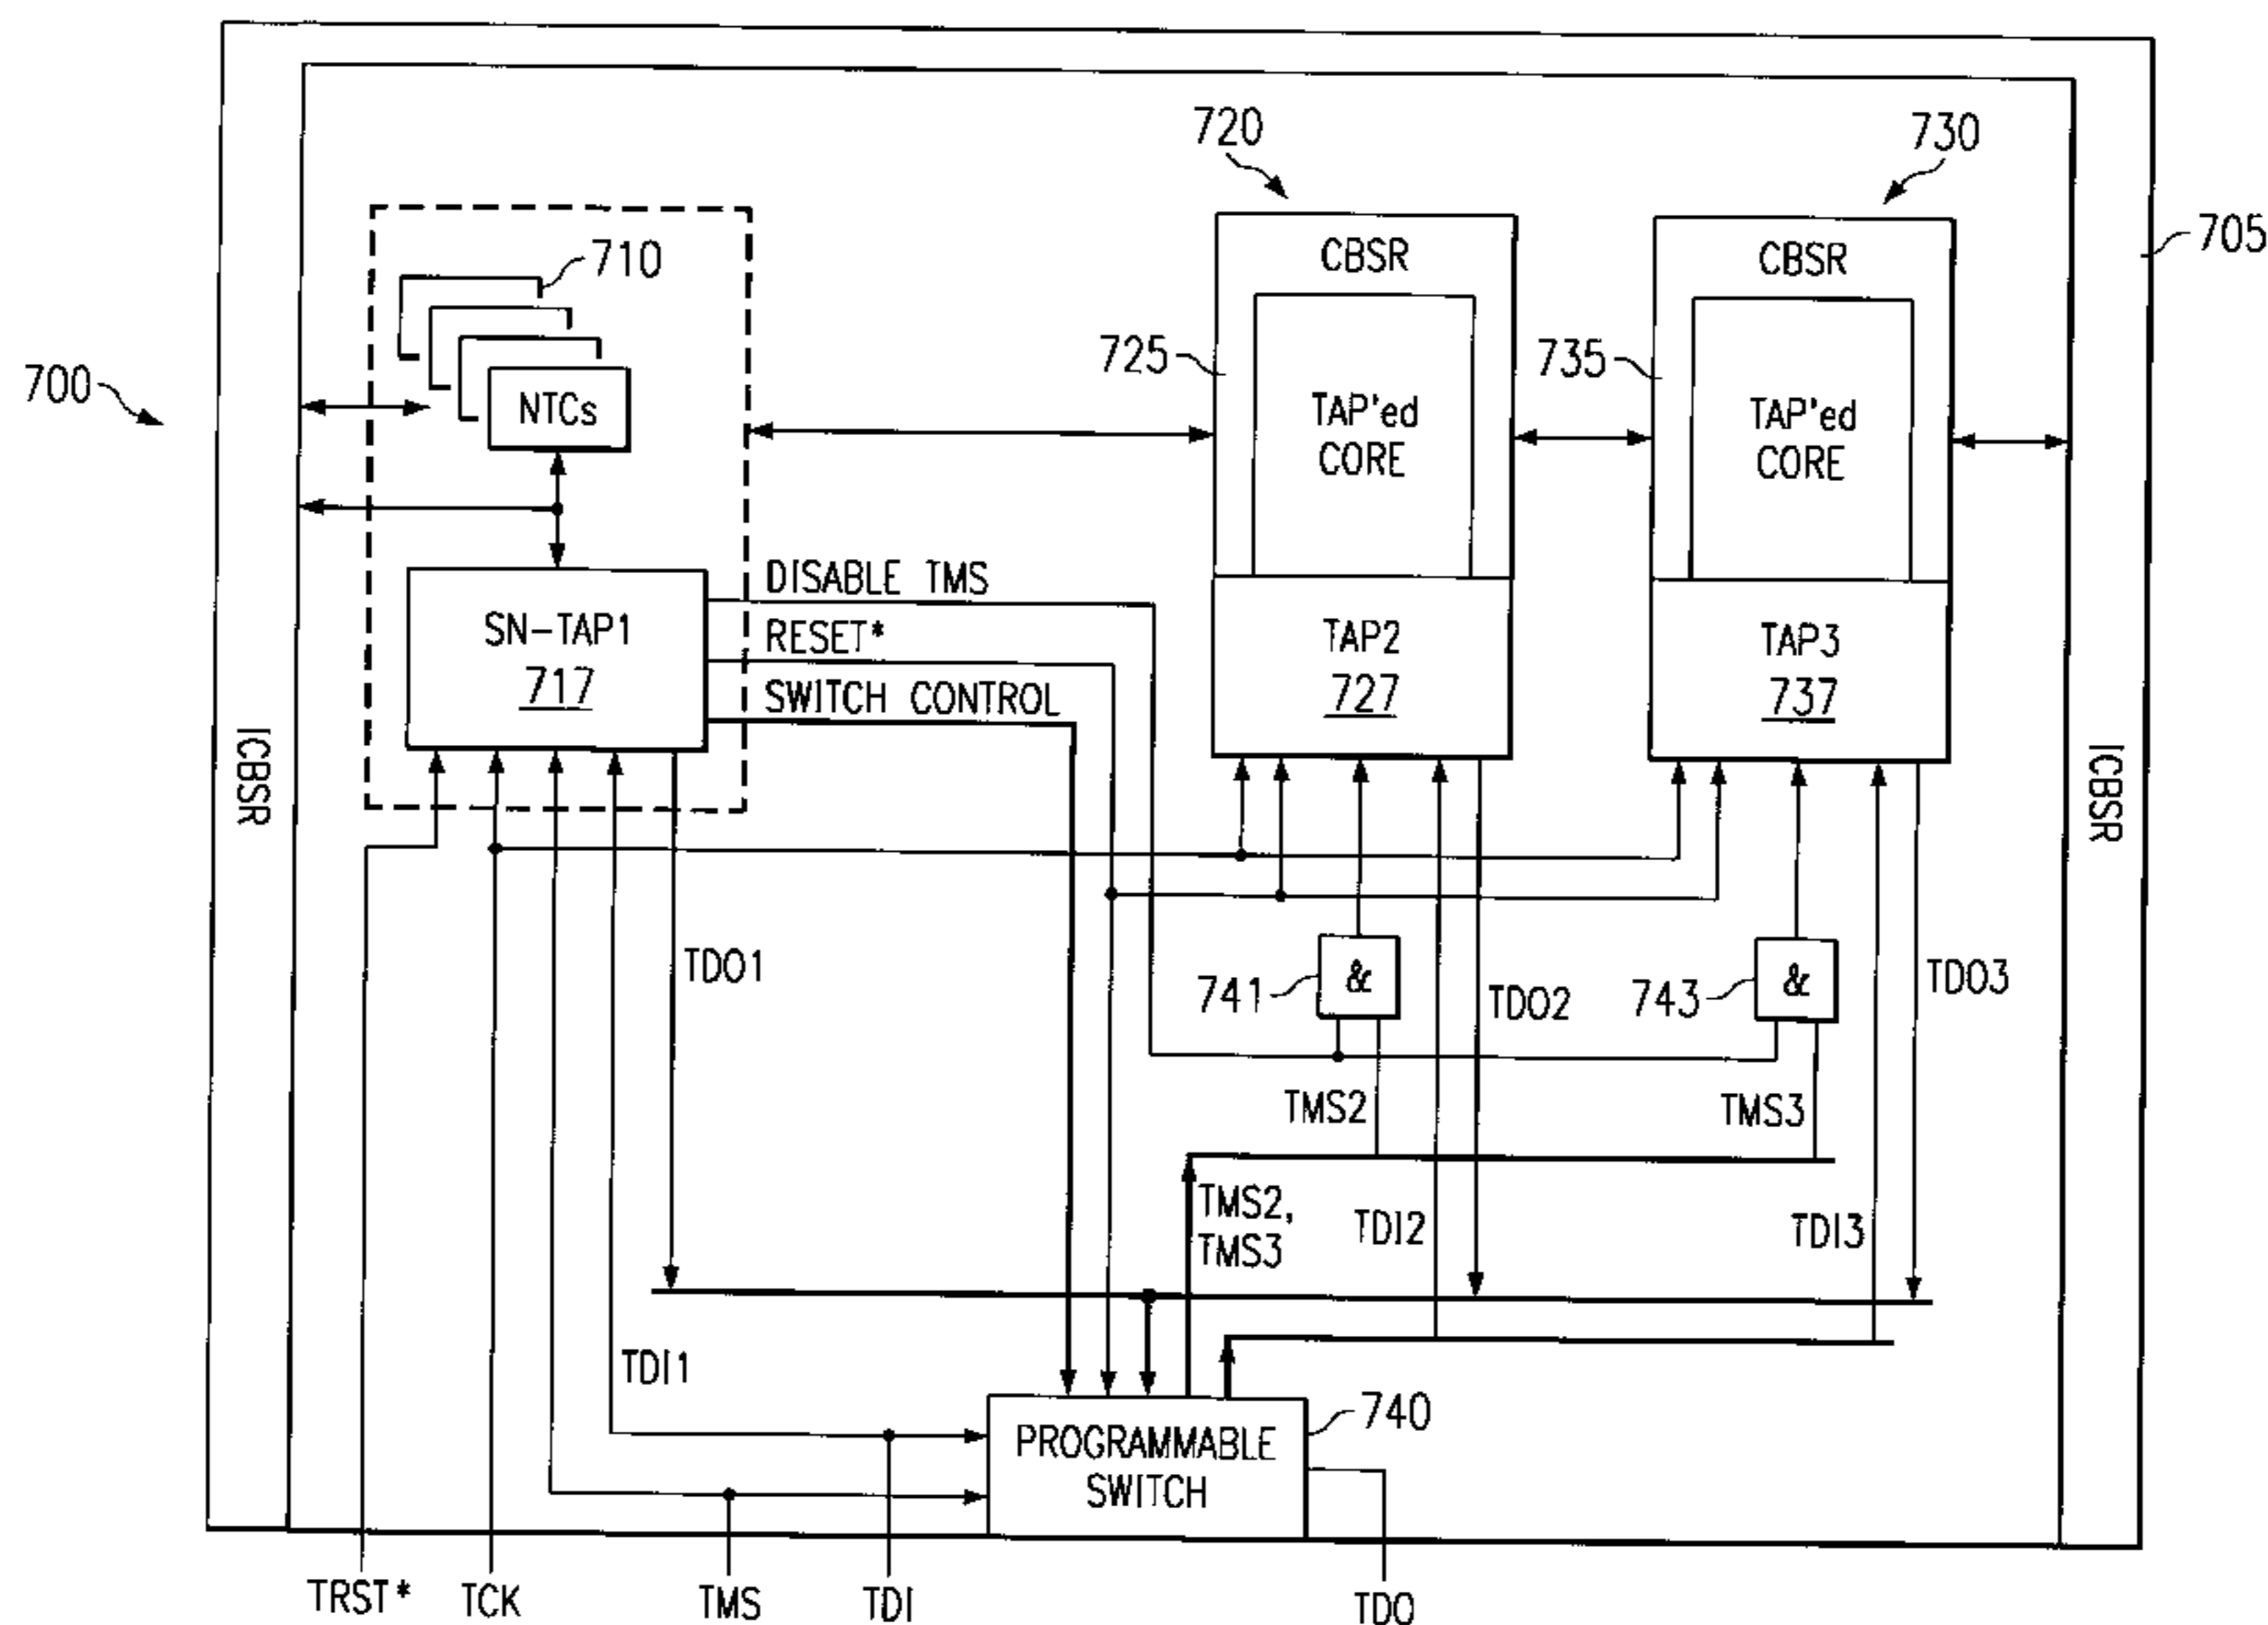 720
730
CBSR
CBSR
705
710
725
735
700
NTCs
TAP'ed
CORE
TAP'ed
CORE
DISABLE TMS
SN-TAP1
717
RESET*
TAP2
727
TAP3
737
SWITCH CONTROL
ICBSR
ICBSR
TDO1
741
&
TDO2
743
&
TDO3
TMS2
TMS3
TMS2,
TMS3
TDI2
TDI3
TDI1
740
PROGRAMMABLE
SWITCH
TRST*
TCK
TMS
TDI
TDO